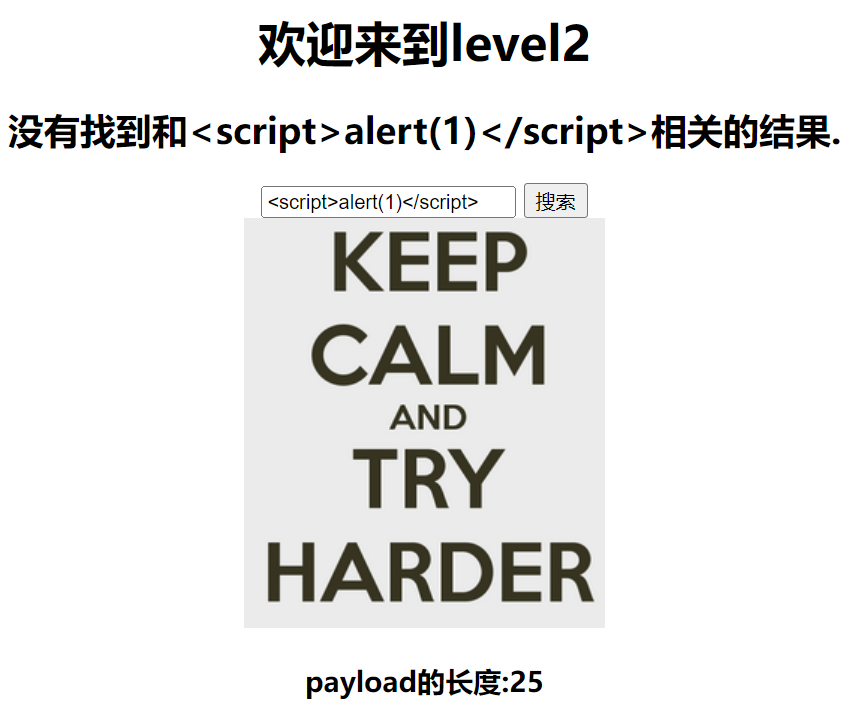 欢迎来到level2
没有找到和<script>alert(1)</script>相关的结果.
<script>alert(1)</script> 搜索
KEEP
CALM
AND
TRY
HARDER
payload的长度:25